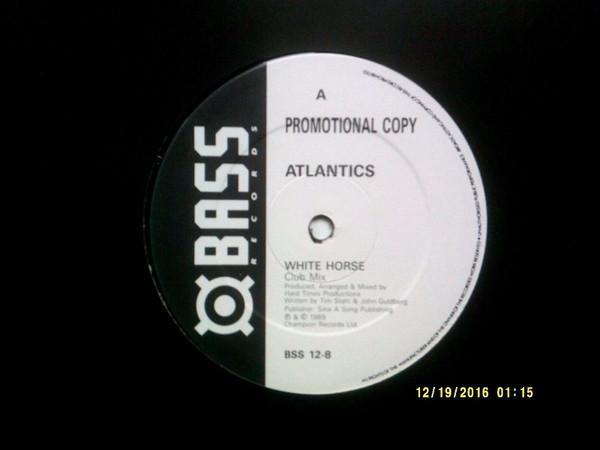 A
PROMOTIONAL COPY
ATLANTICS
BASS
RECORDS
WHITE HORSE
Club Mix
Produced, Arranged & Mixed by
Hard Times Productions
Written by Tim Stahl & John Guldberg
Publisher: Sing A Song Publishing
℗ & © 1989
Champion Records Ltd.
BSS 12-8
12/19/2016 01:15